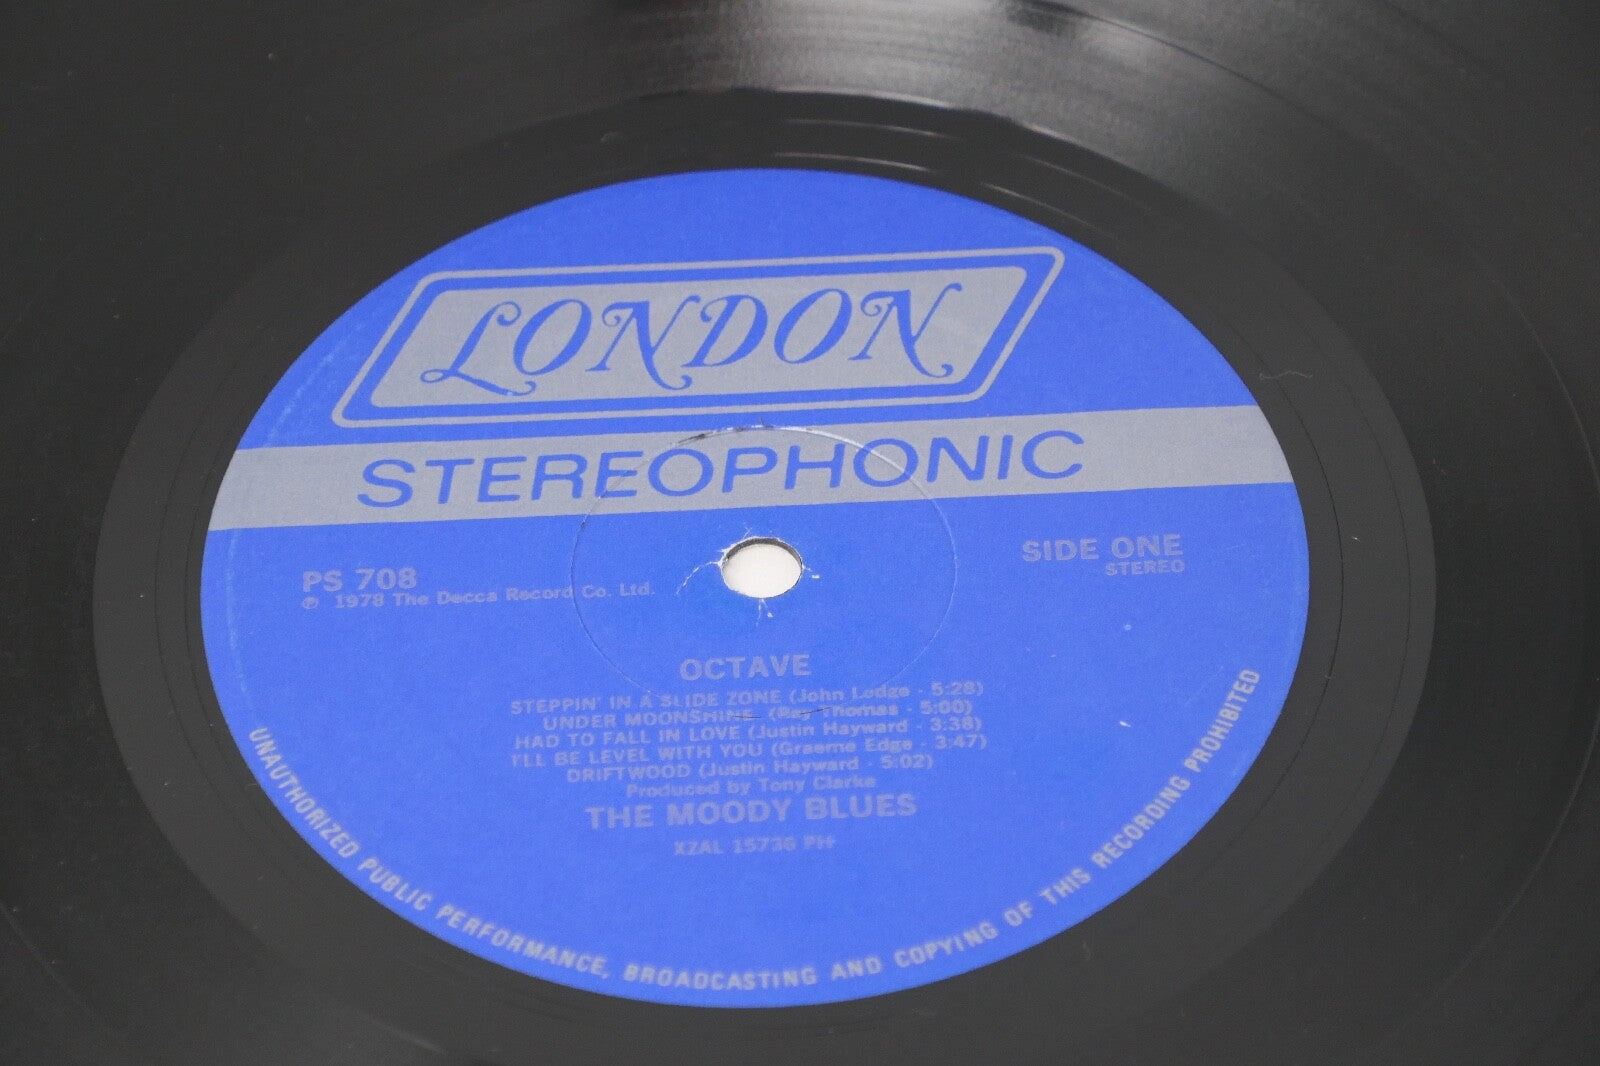 LONDON
STEREOPHONIC
PS 708
SIDE ONE
℗ 1978 The Decca Record Co. Ltd.
STEREO
OCTAVE
STEPPIN' IN A SLIDE ZONE (John Lodge - 5:28)
UNDER MOONSHINE (Ray Thomas - 5:00)
HAD TO FALL IN LOVE (Justin Hayward - 3:38)
I'LL BE LEVEL WITH YOU (Graeme Edge - 3:47)
DRIFTWOOD (Justin Hayward - 5:02)
Produced by Tony Clarke
THE MOODY BLUES
XZAL 15736 PH
UNAUTHORIZED PUBLIC PERFORMANCE, BROADCASTING AND COPYING OF THIS RECORDING PROHIBITED